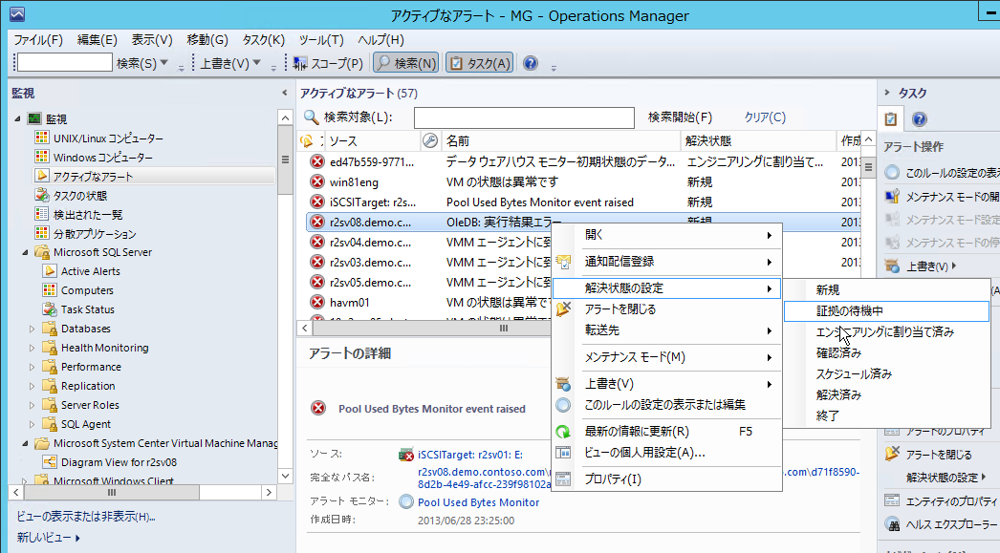 アクティブなアラート - MG - Operations Manager
ファイル(F) 編集(E) 表示(V) 移動(G) タスク(K) ツール(T) ヘルプ(H)
検索(S) 上書き(V) スコープ(P) 検索(N) タスク(A)
監視
監視
UNIX/Linux コンピューター
Windows コンピューター
アクティブなアラート
タスクの状態
検出された一覧
分散アプリケーション
Microsoft SQL Server
Active Alerts
Computers
Task Status
Databases
Health Monitoring
Performance
Replication
Server Roles
SQL Agent
Microsoft System Center Virtual Machine Manag
Diagram View for r2sv08
Microsoft Windows Client
ビューの表示または非表示(H)...
新しいビュー
アクティブなアラート (57)
検索対象(L): 検索開始(F) クリア(C)
ソース 名前 解決状態 作成
ed47b559-9771... データ ウェアハウス モニター初期状態のデータ... エンジニアリングに割り当て... 2013
win81eng VM の状態は異常です 新規 2013
iSCSITarget: r2s... Pool Used Bytes Monitor event raised 新規 2013
r2sv08.demo.c... OleDB: 実行結果エラー 新規 2013
r2sv04.demo.c... VMM エージェントに到
r2sv03.demo.c... VMM エージェントに到
r2sv05.demo.c... VMM エージェントに到
havm01 VM の状態は異常です
アラートの詳細
Pool Used Bytes Monitor event raised
ソース: iSCSITarget: r2sv01: E:
完全なパス名: r2sv08.demo.contoso.com\
.com\d71f8590-
8d2b-4e49-afcc-239f98102a
アラート モニター: Pool Used Bytes Monitor
作成日時: 2013/06/28 23:25:00
開く
通知配信登録
解決状態の設定
アラートを閉じる
転送先
メンテナンス モード(M)
上書き(V)
このルールの設定の表示または編集
最新の情報に更新(R) F5
ビューの個人用設定(A)...
プロパティ(I)
新規
証拠の待機中
エンジニアリングに割り当て済み
確認済み
スケジュール済み
解決済み
終了
タスク
アラート操作
このルールの設定の表
メンテナンス モードの開
メンテナンス モード設定
メンテナンス モードの停
上書き(V)
アラートのプロパティ
アラートを閉じる
解決状態の設定
エンティティのプロパティ
ヘルス エクスプローラー